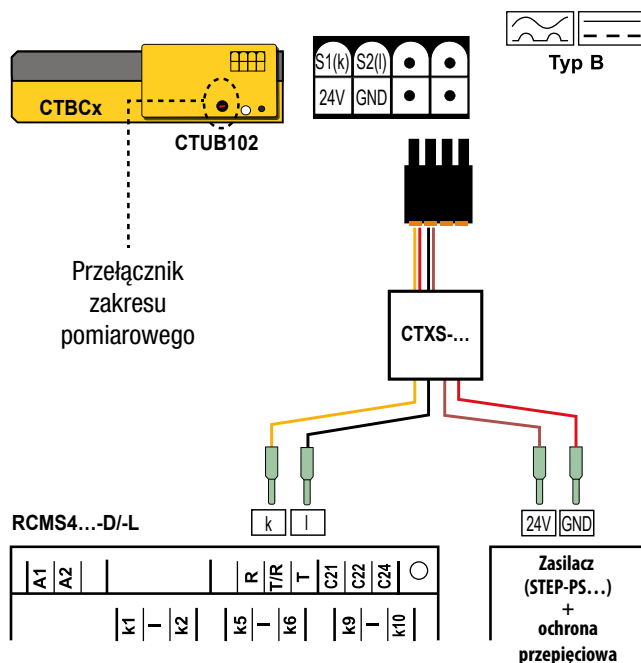 CTBCx
CTUB102
S1(k) S2(l)
24V GND
Typ B
Przełącznik
zakresu
pomiarowego
CTXS-...
RCMS4...-D/-L
k l
24V GND
A1 A2 R T/R T C21 C22 C24
k1 l k2 k5 l k6 k9 l k10
Zasilacz
(STEP-PS...)
+
ochrona
przepięciowa